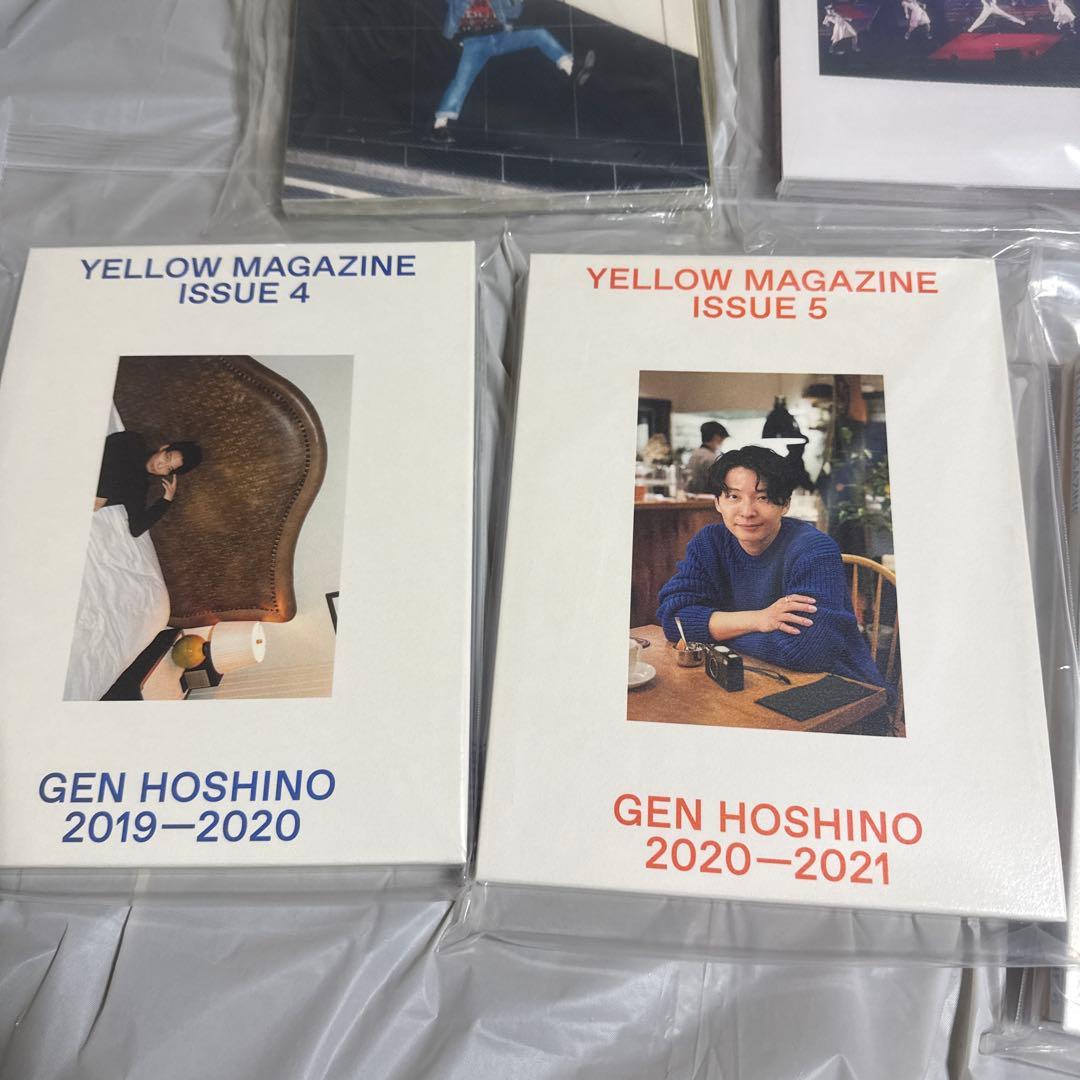 YELLOW MAGAZINE
ISSUE 4
GEN HOSHINO
2019—2020
YELLOW MAGAZINE
ISSUE 5
GEN HOSHINO
2020—2021